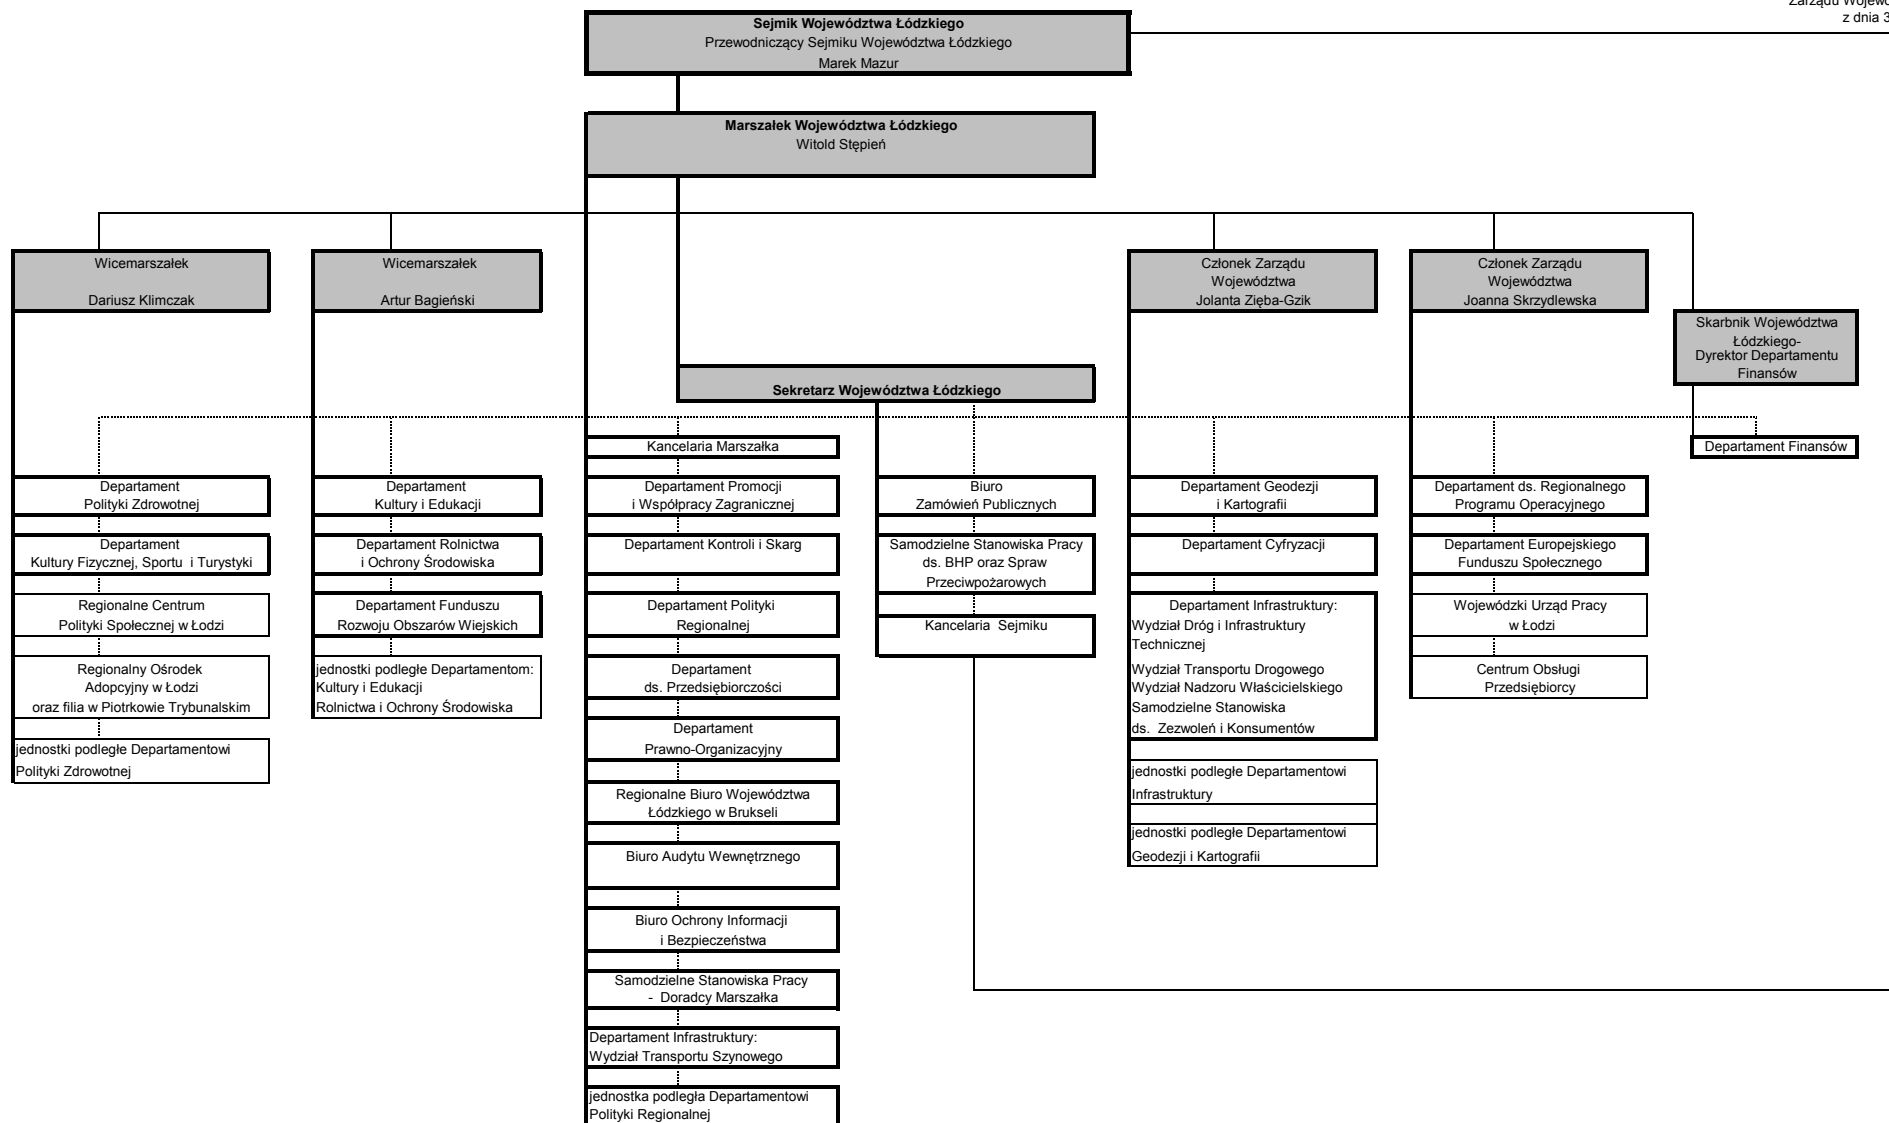 Zarządu Wojewó
z dnia 3
Sejmik Województwa Łódzkiego
Przewodniczący Sejmiku Województwa Łódzkiego
Marek Mazur
Marszałek Województwa Łódzkiego
Witold Stępień
Wicemarszałek
Dariusz Klimczak
Wicemarszałek
Artur Bagieński
Członek Zarządu
Województwa
Jolanta Zięba-Gzik
Członek Zarządu
Województwa
Joanna Skrzydlewska
Skarbnik Województwa
Łódzkiego-
Dyrektor Departamentu
Finansów
Sekretarz Województwa Łódzkiego
Departament
Polityki Zdrowotnej
Departament
Kultury Fizycznej, Sportu i Turystyki
Regionalne Centrum
Polityki Społecznej w Łodzi
Regionalny Ośrodek
Adopcyjny w Łodzi
oraz filia w Piotrkowie Trybunalskim
jednostki podległe Departamentowi
Polityki Zdrowotnej
Departament
Kultury i Edukacji
Departament Rolnictwa
i Ochrony Środowiska
Departament Funduszu
Rozwoju Obszarów Wiejskich
jednostki podległe Departamentom:
Kultury i Edukacji
Rolnictwa i Ochrony Środowiska
Kancelaria Marszałka
Departament Promocji
i Współpracy Zagranicznej
Departament Kontroli i Skarg
Departament Polityki
Regionalnej
Departament
ds. Przedsiębiorczości
Departament
Prawno-Organizacyjny
Regionalne Biuro Województwa
Łódzkiego w Brukseli
Biuro Audytu Wewnętrznego
Biuro Ochrony Informacji
i Bezpieczeństwa
Samodzielne Stanowiska Pracy
- Doradcy Marszałka
Departament Infrastruktury:
Wydział Transportu Szynowego
jednostka podległa Departamentowi
Polityki Regionalnej
Biuro
Zamówień Publicznych
Samodzielne Stanowiska Pracy
ds. BHP oraz Spraw
Przeciwpożarowych
Kancelaria Sejmiku
Departament Geodezji
i Kartografii
Departament Cyfryzacji
Departament Infrastruktury:
Wydział Dróg i Infrastruktury
Technicznej
Wydział Transportu Drogowego
Wydział Nadzoru Właścicielskiego
Samodzielne Stanowiska
ds. Zezwoleń i Konsumentów
jednostki podległe Departamentowi
Infrastruktury
jednostki podległe Departamentowi
Geodezji i Kartografii
Departament ds. Regionalnego
Programu Operacyjnego
Departament Europejskiego
Funduszu Społecznego
Wojewódzki Urząd Pracy
w Łodzi
Centrum Obsługi
Przedsiębiorcy
Departament Finansów